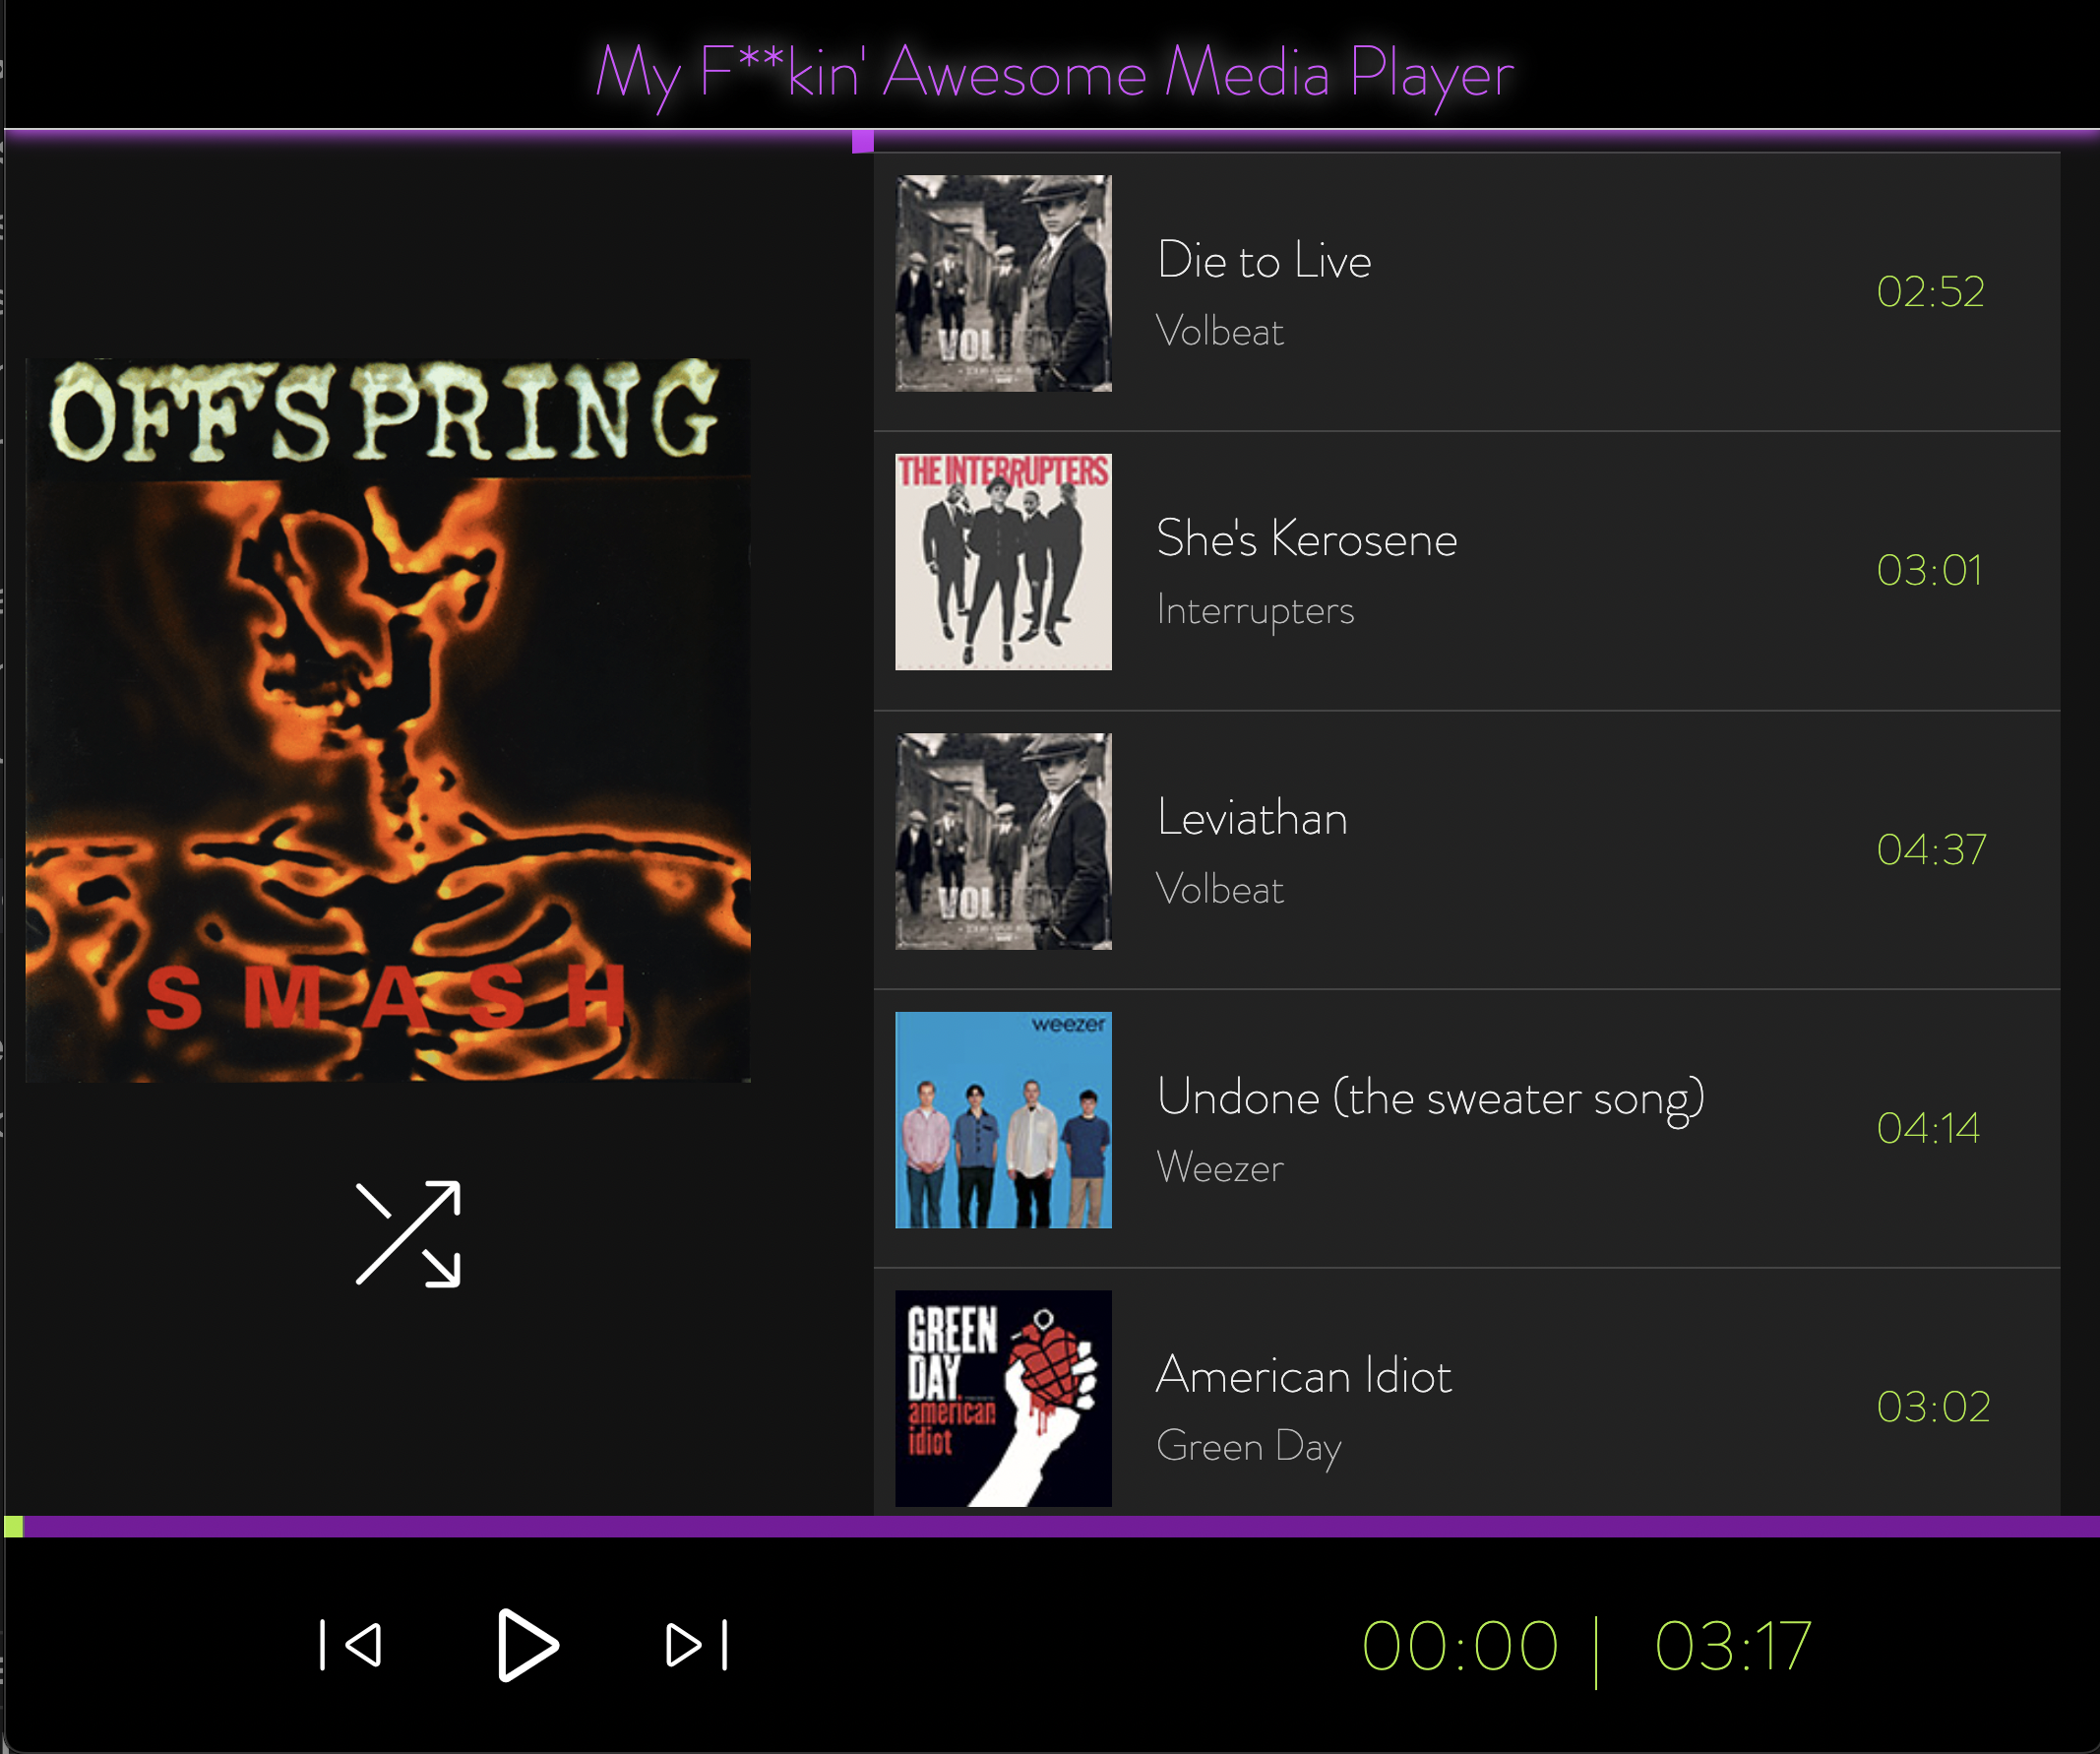 My F**kin' Awesome Media Player
OFFSPRING
SMASH
Die to Live
Volbeat
02:52
VOL
THE INTERRUPTERS
She's Kerosene
Interrupters
03:01
Leviathan
Volbeat
04:37
VOL
weezer
Undone (the sweater song)
Weezer
04:14
GREEN
DAY
american
idiot
American Idiot
Green Day
03:02
00:00 | 03:17